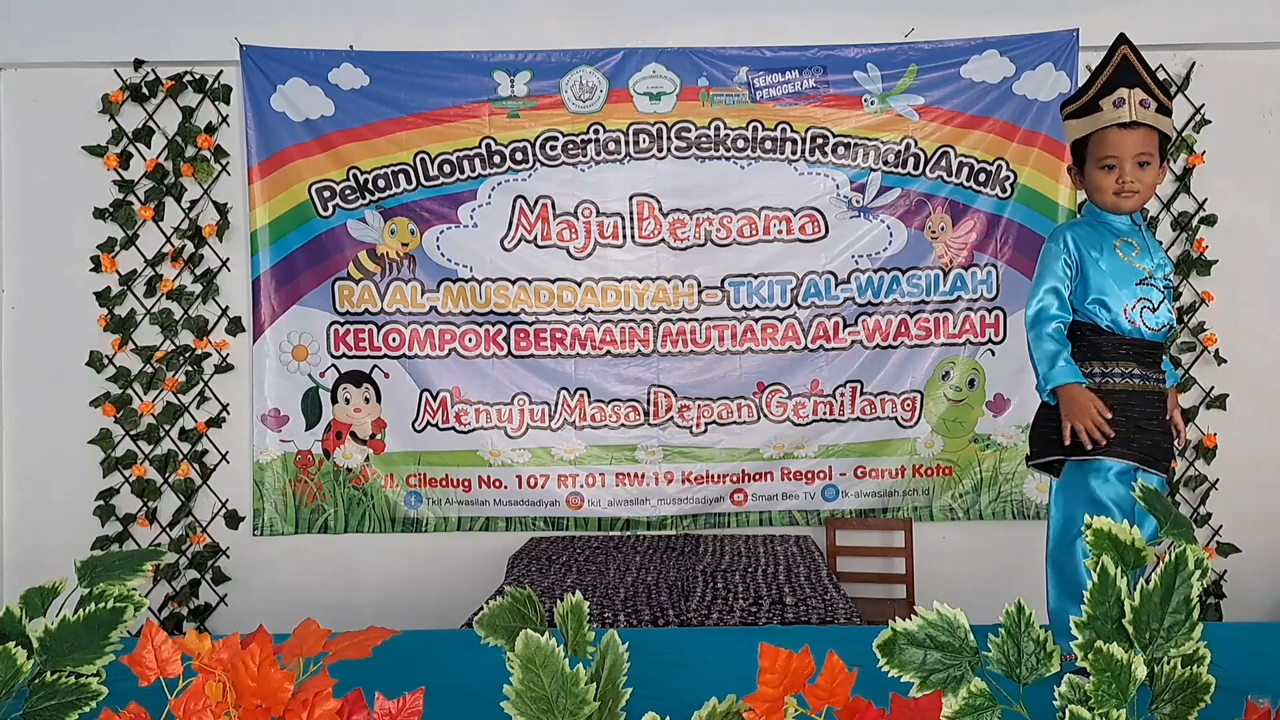 SEKOLAH
PENGGERAK
Pekan Lomba Ceria DI Sekolah Ramah Anak
Maju Bersama
RA AL-MUSADDADIYAH - TKIT AL-WASILAH
KELOMPOK BERMAIN MUTIARA AL-WASILAH
Menuju Masa Depan Gemilang
Jl. Ciledug No. 107 RT.01 RW.19 Kelurahan Regol - Garut Kota
Tkit Al-wasilah Musaddadiyah tkit_alwasilah_musaddadiyah Smart Bee TV tk-alwasilah.sch.id